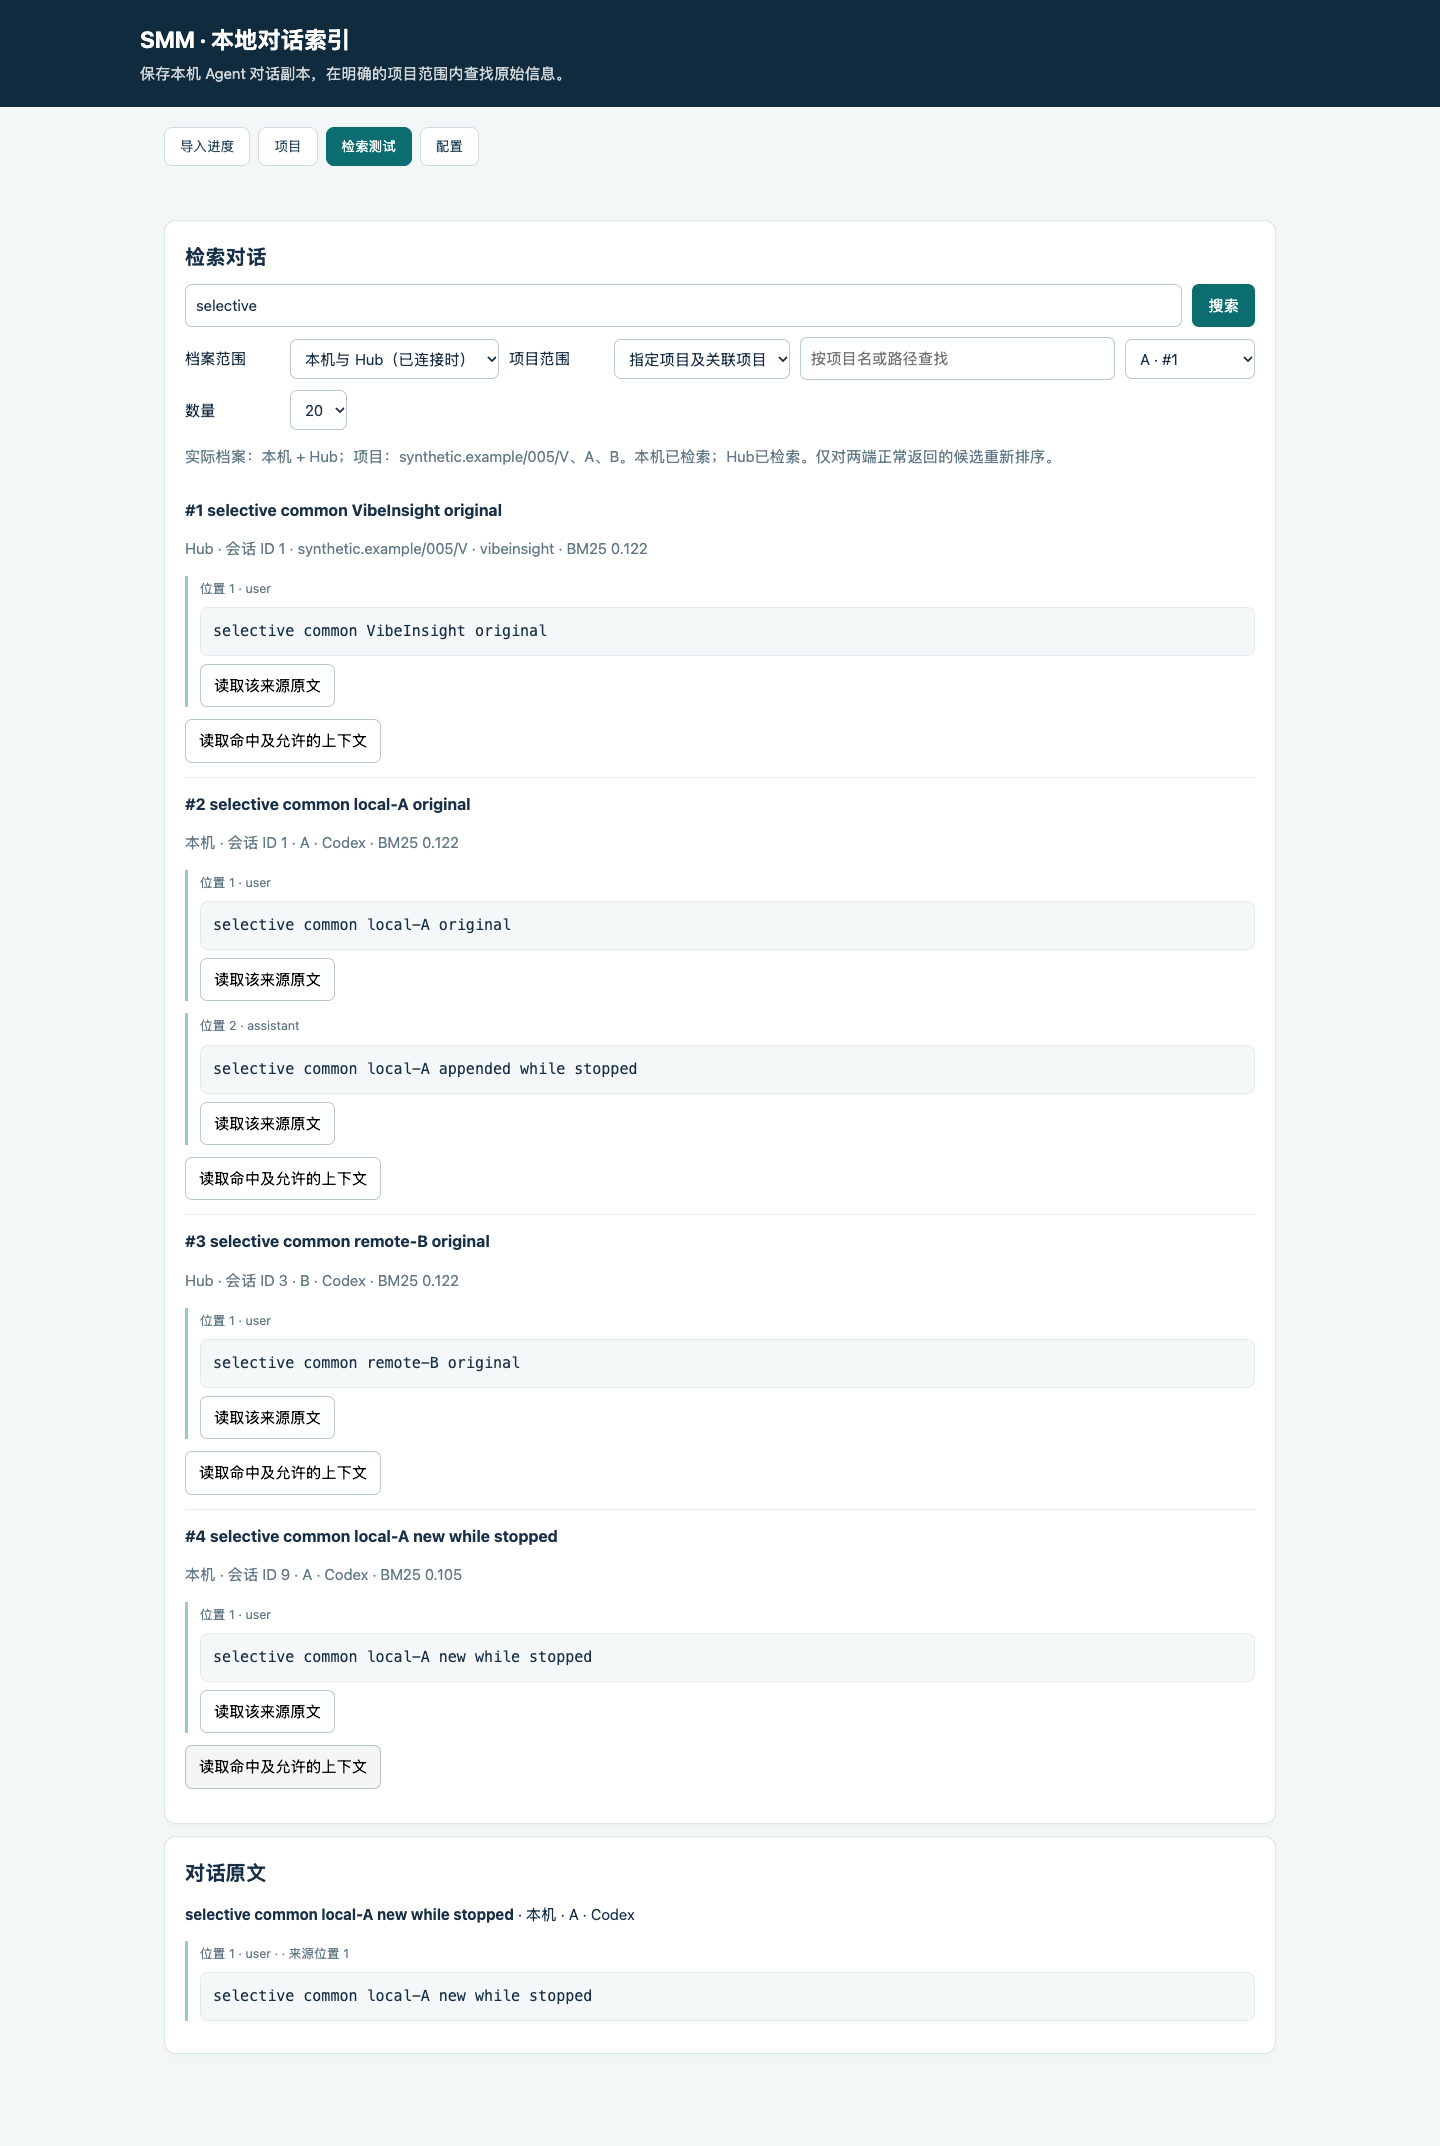 SMM · 本地对话索引
保存本机 Agent 对话副本，在明确的项目范围内查找原始信息。
导入进度 项目 检索测试 配置
检索对话
selective 搜索
档案范围 本机与 Hub（已连接时） 项目范围 指定项目及关联项目 按项目名或路径查找 A · #1
数量 20
实际档案：本机 + Hub；项目：synthetic.example/005/V、A、B。本机已检索；Hub已检索。仅对两端正常返回的候选重新排序。
#1 selective common VibeInsight original
Hub · 会话 ID 1 · synthetic.example/005/V · vibeinsight · BM25 0.122
位置 1 · user
selective common VibeInsight original
读取该来源原文
读取命中及允许的上下文
#2 selective common local-A original
本机 · 会话 ID 1 · A · Codex · BM25 0.122
位置 1 · user
selective common local-A original
读取该来源原文
位置 2 · assistant
selective common local-A appended while stopped
读取该来源原文
读取命中及允许的上下文
#3 selective common remote-B original
Hub · 会话 ID 3 · B · Codex · BM25 0.122
位置 1 · user
selective common remote-B original
读取该来源原文
读取命中及允许的上下文
#4 selective common local-A new while stopped
本机 · 会话 ID 9 · A · Codex · BM25 0.105
位置 1 · user
selective common local-A new while stopped
读取该来源原文
读取命中及允许的上下文
对话原文
selective common local-A new while stopped · 本机 · A · Codex
位置 1 · user · · 来源位置 1
selective common local-A new while stopped